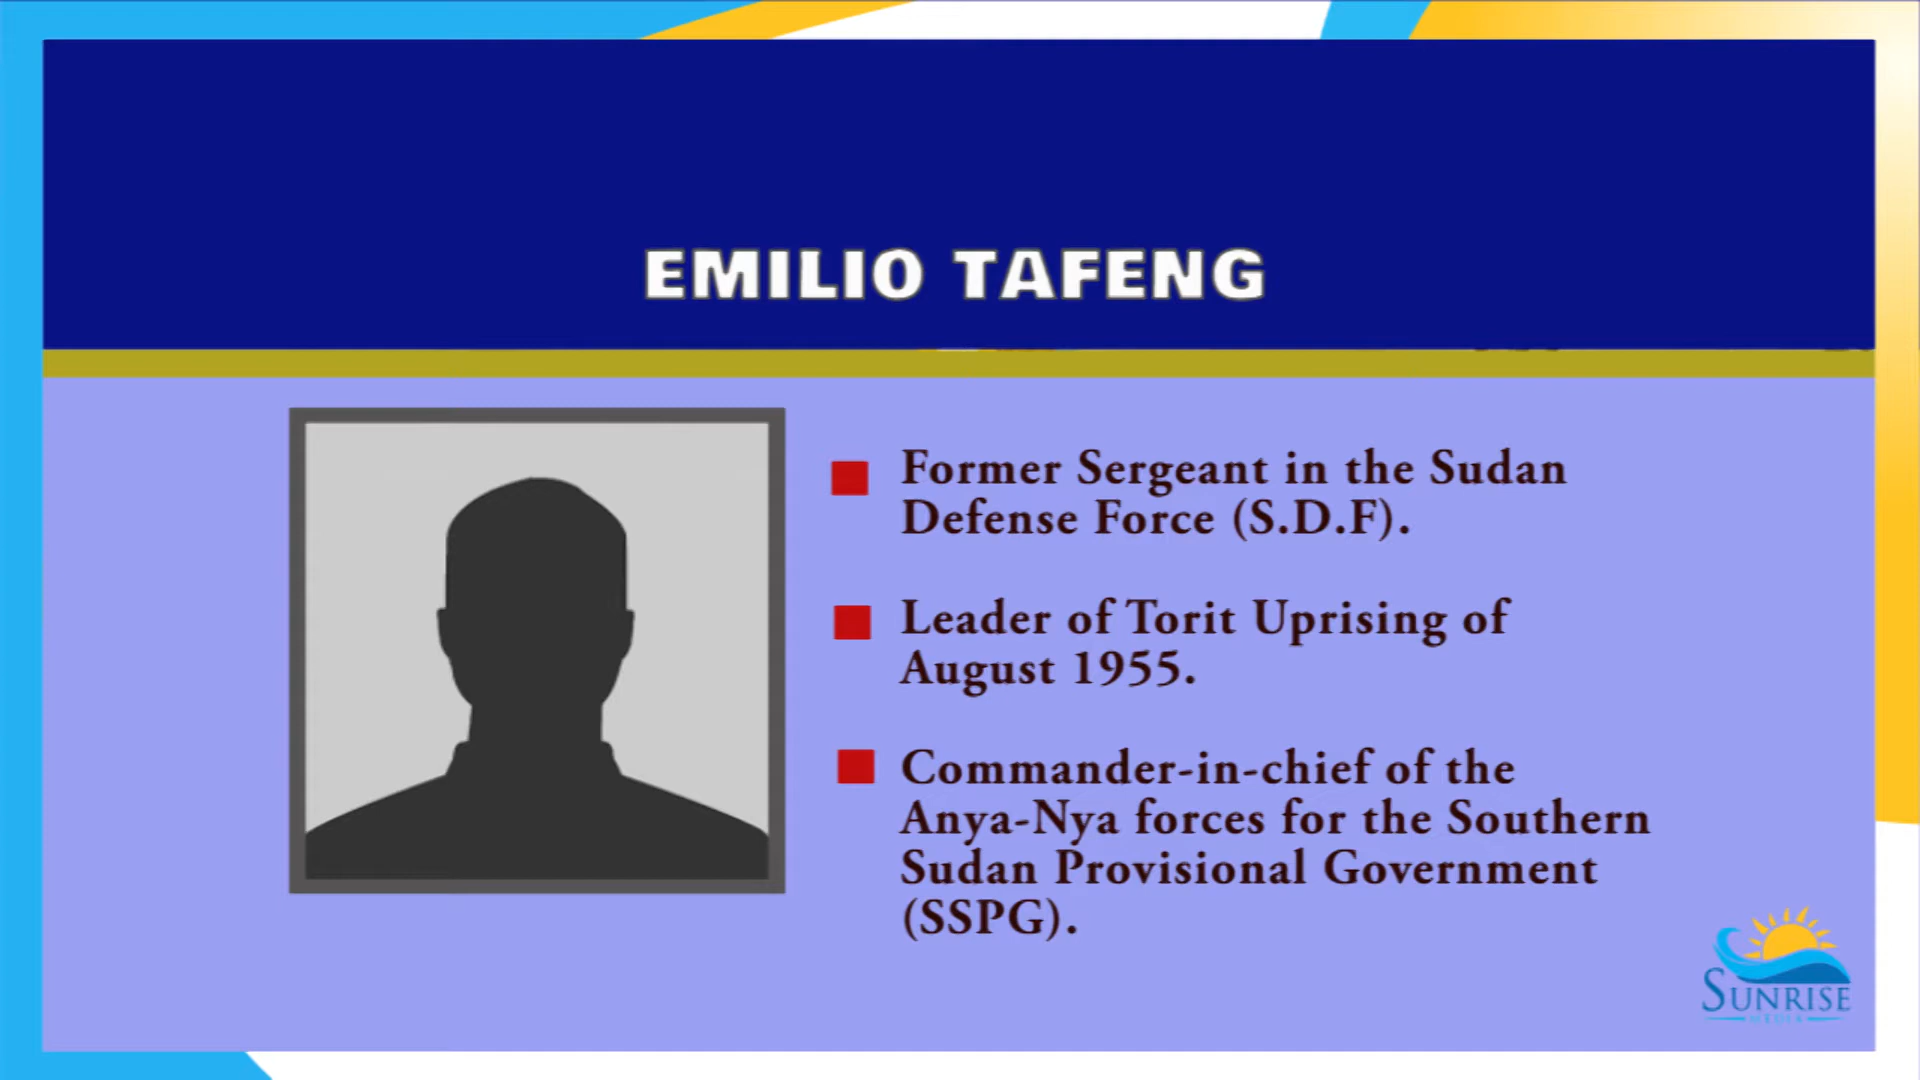 EMILIO TAFENG
Former Sergeant in the Sudan
Defense Force (S.D.F).
Leader of Torit Uprising of
August 1955.
Commander-in-chief of the
Anya-Nya forces for the Southern
Sudan Provisional Government
(SSPG).
SUNRISE
MEDIA